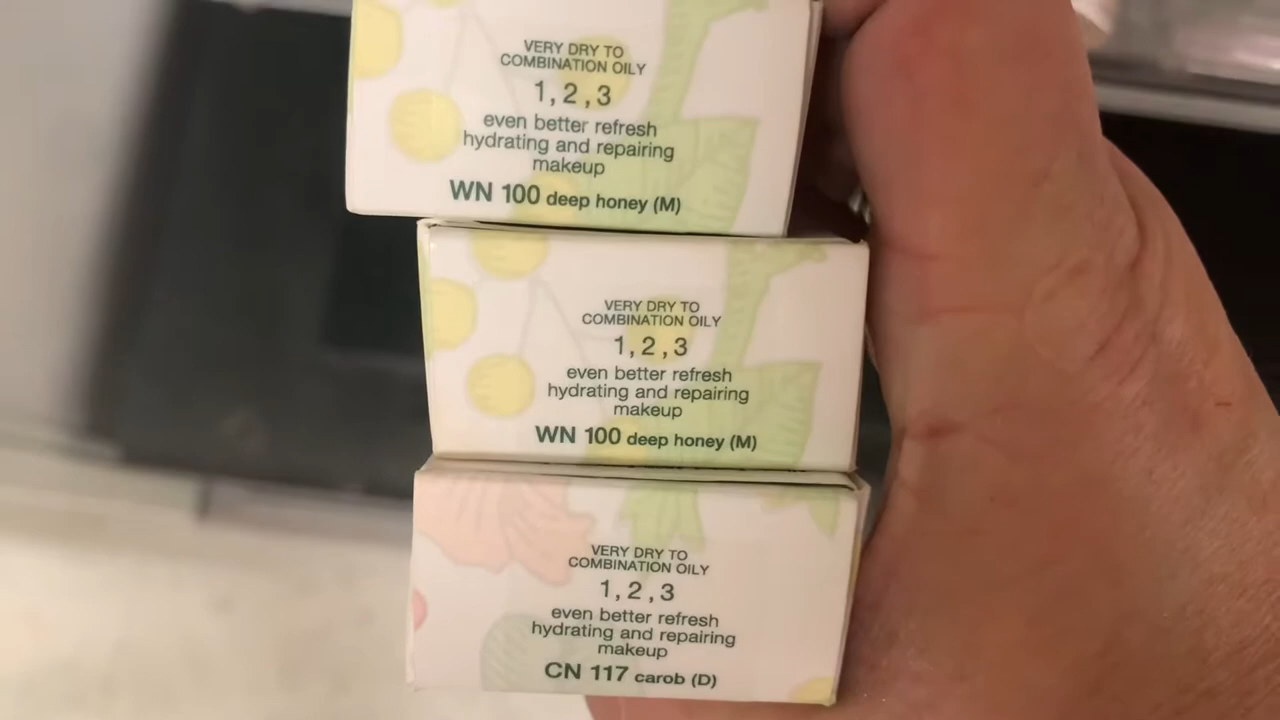 VERY DRY TO
COMBINATION OILY
1, 2 , 3
even better refresh
hydrating and repairing
makeup
WN 100 deep honey (M)
VERY DRY TO
COMBINATION OILY
1, 2 , 3
even better refresh
hydrating and repairing
makeup
WN 100 deep honey (M)
VERY DRY TO
COMBINATION OILY
1, 2 , 3
even better refresh
hydrating and repairing
makeup
CN 117 carob (D)